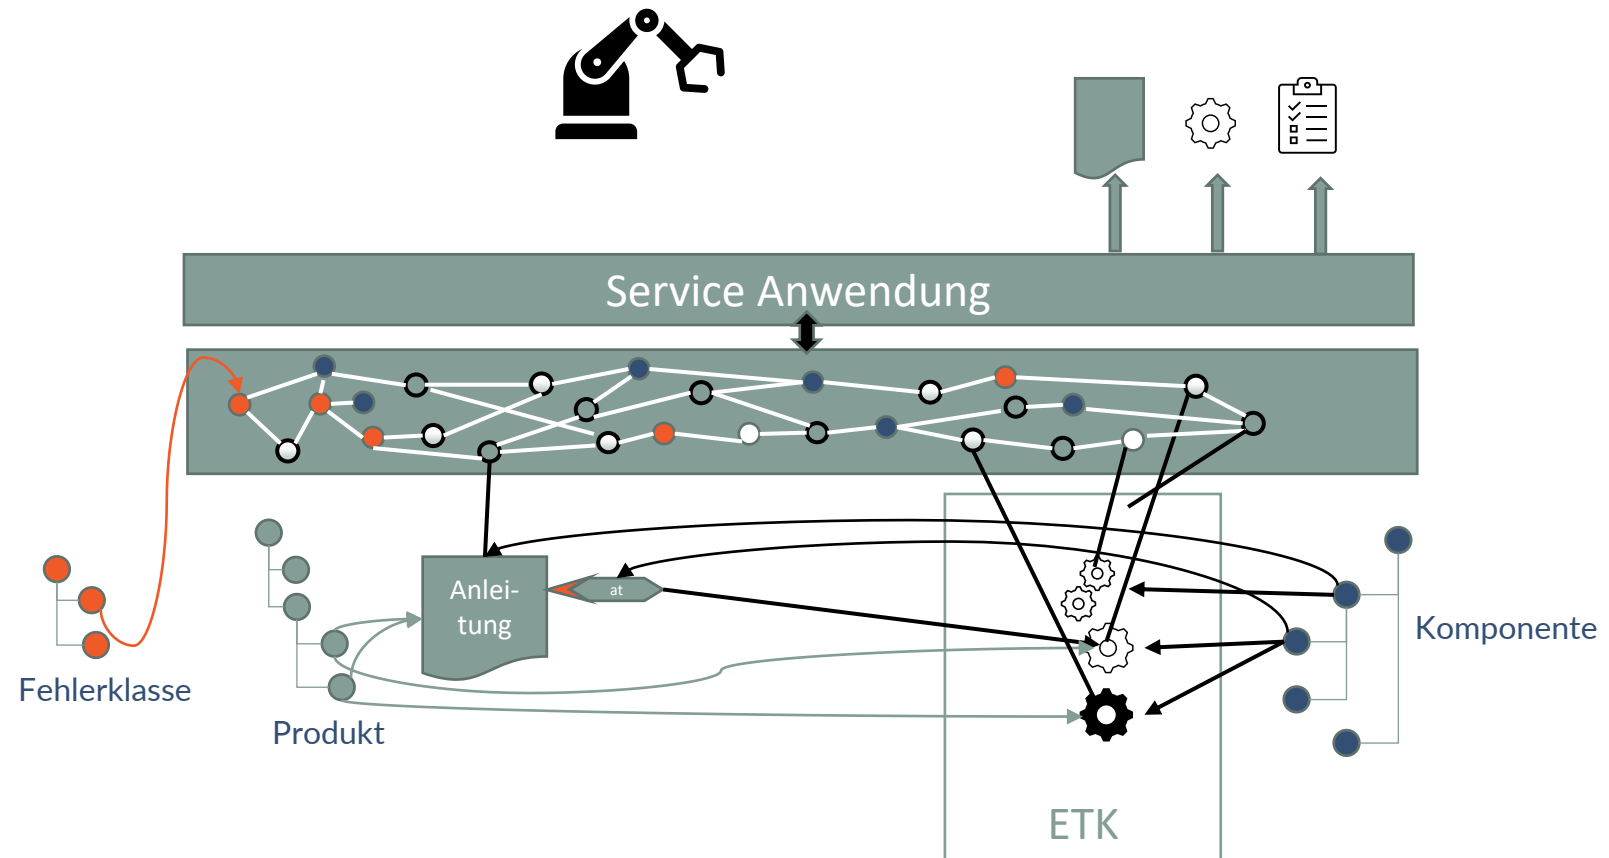 Service Anwendung
Anlei-
tung
at
Komponente
Fehlerklasse
Produkt
ETK